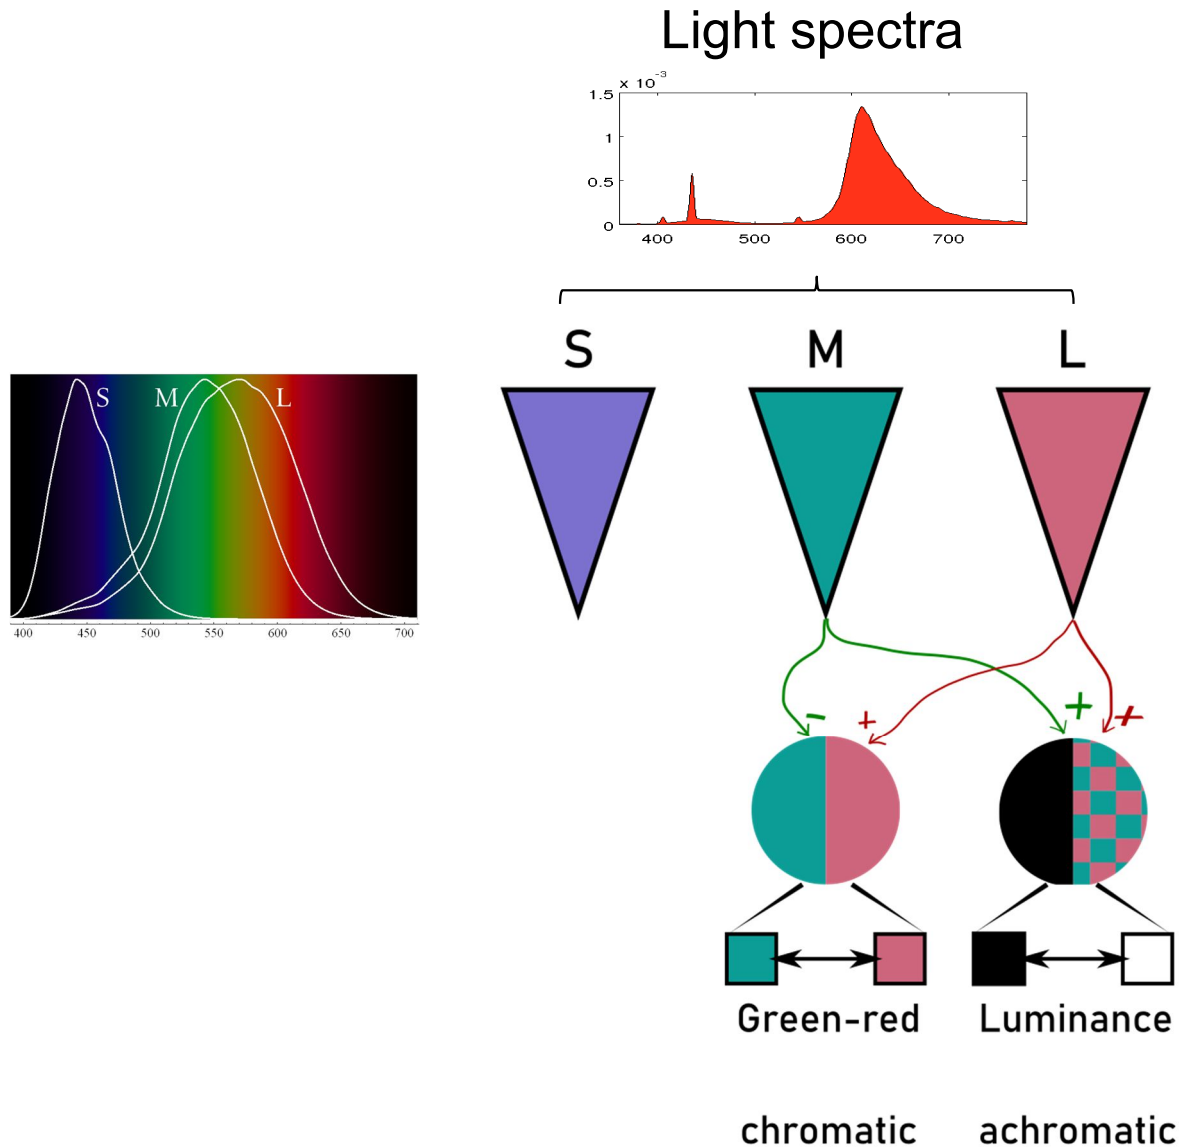 Light spectra
× 10⁻³
1.5
1
0.5
0
400 500 600 700
S M L
S M L
400 450 500 550 600 650 700
- + + +
Green-red Luminance
chromatic achromatic